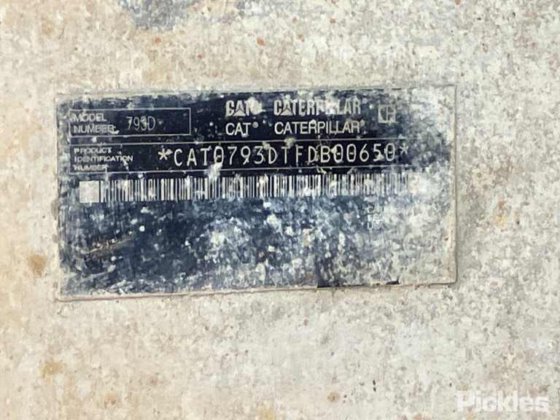 MODEL NUMBER 793D
CAT® CATERPILLAR
CAT® CATERPILLAR
PRODUCT IDENTIFICATION NUMBER *CAT0793DTFDB00650*
Pickles